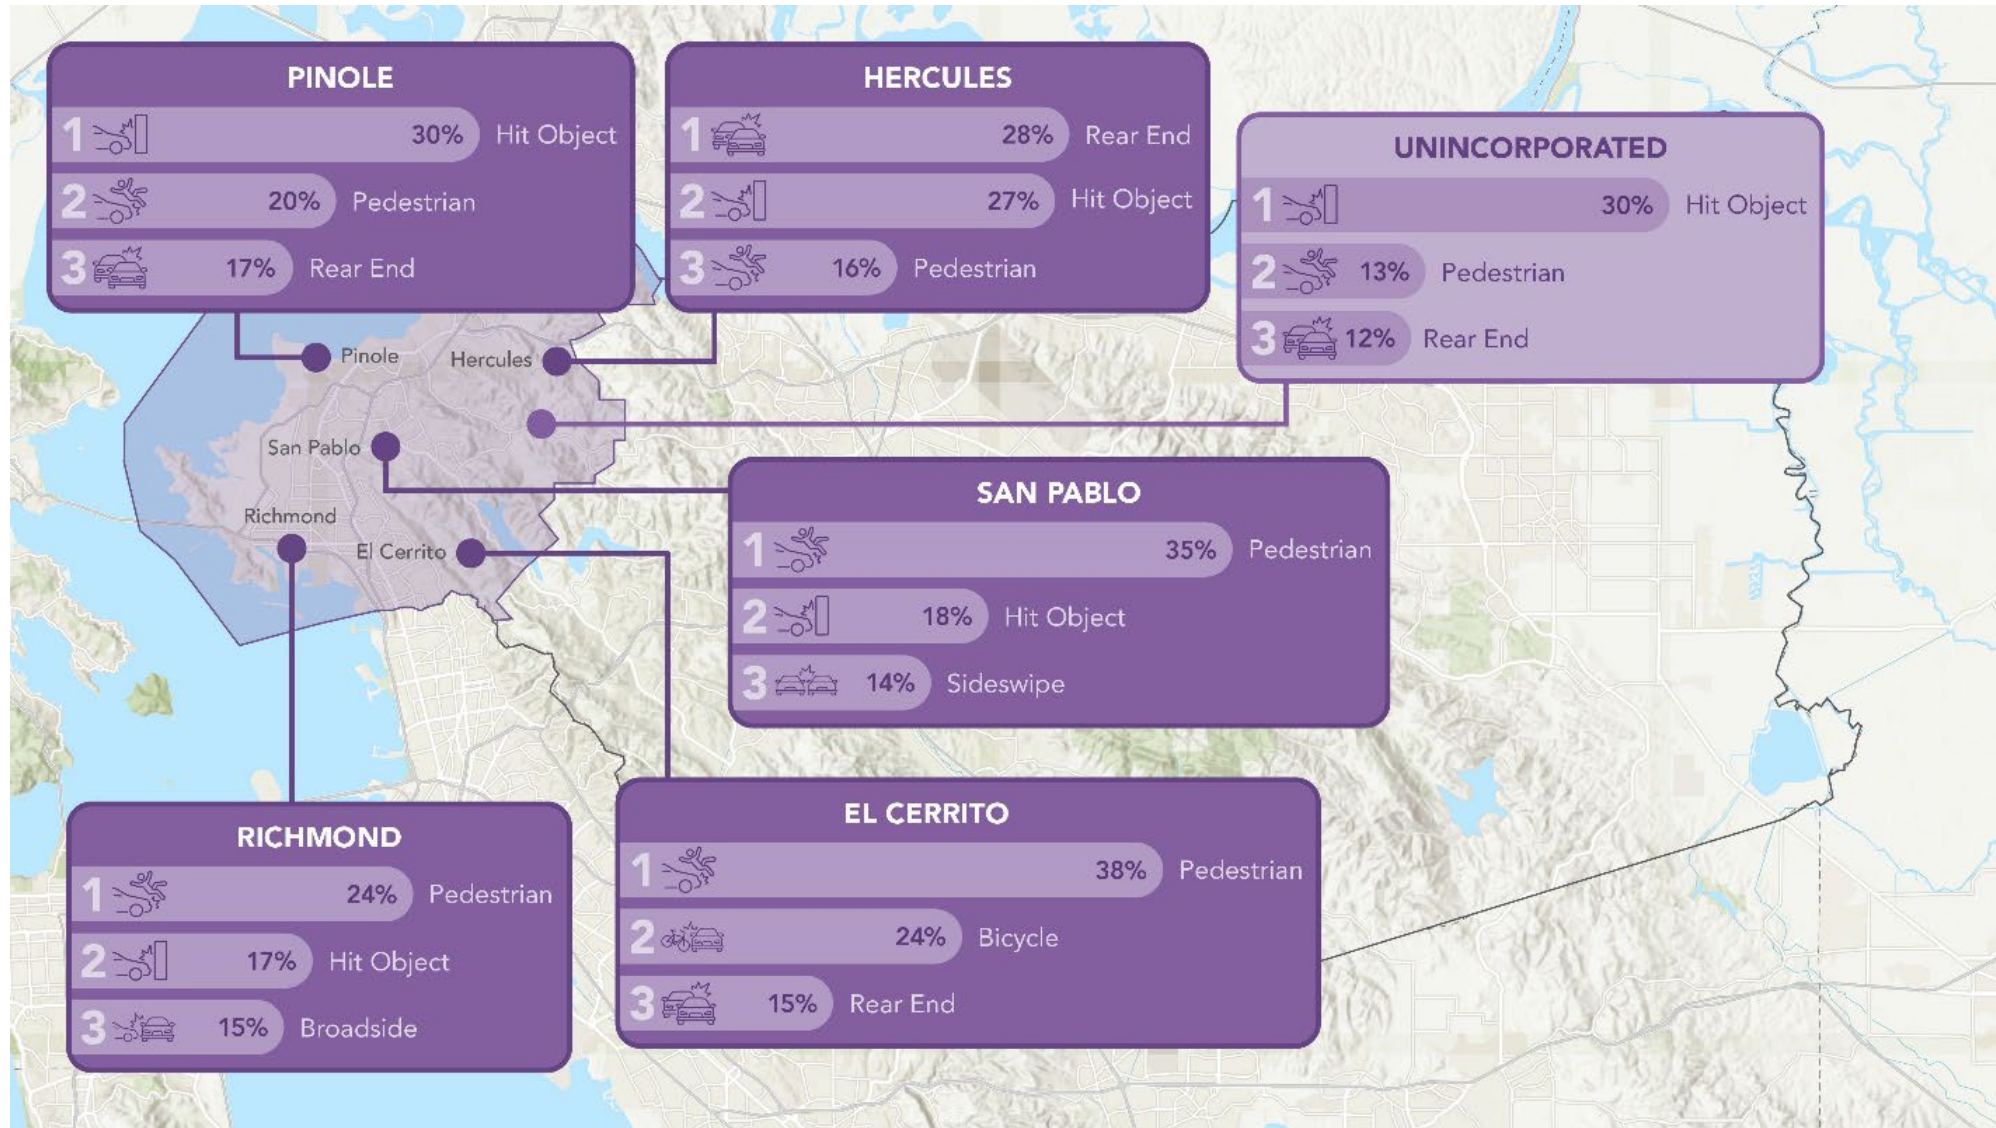 PINOLE
1 30% Hit Object
2 20% Pedestrian
3 17% Rear End
HERCULES
1 28% Rear End
2 27% Hit Object
3 16% Pedestrian
UNINCORPORATED
1 30% Hit Object
2 13% Pedestrian
3 12% Rear End
Pinole
Hercules
San Pablo
Richmond
El Cerrito
SAN PABLO
1 35% Pedestrian
2 18% Hit Object
3 14% Sideswipe
EL CERRITO
1 38% Pedestrian
2 24% Bicycle
3 15% Rear End
RICHMOND
1 24% Pedestrian
2 17% Hit Object
3 15% Broadside